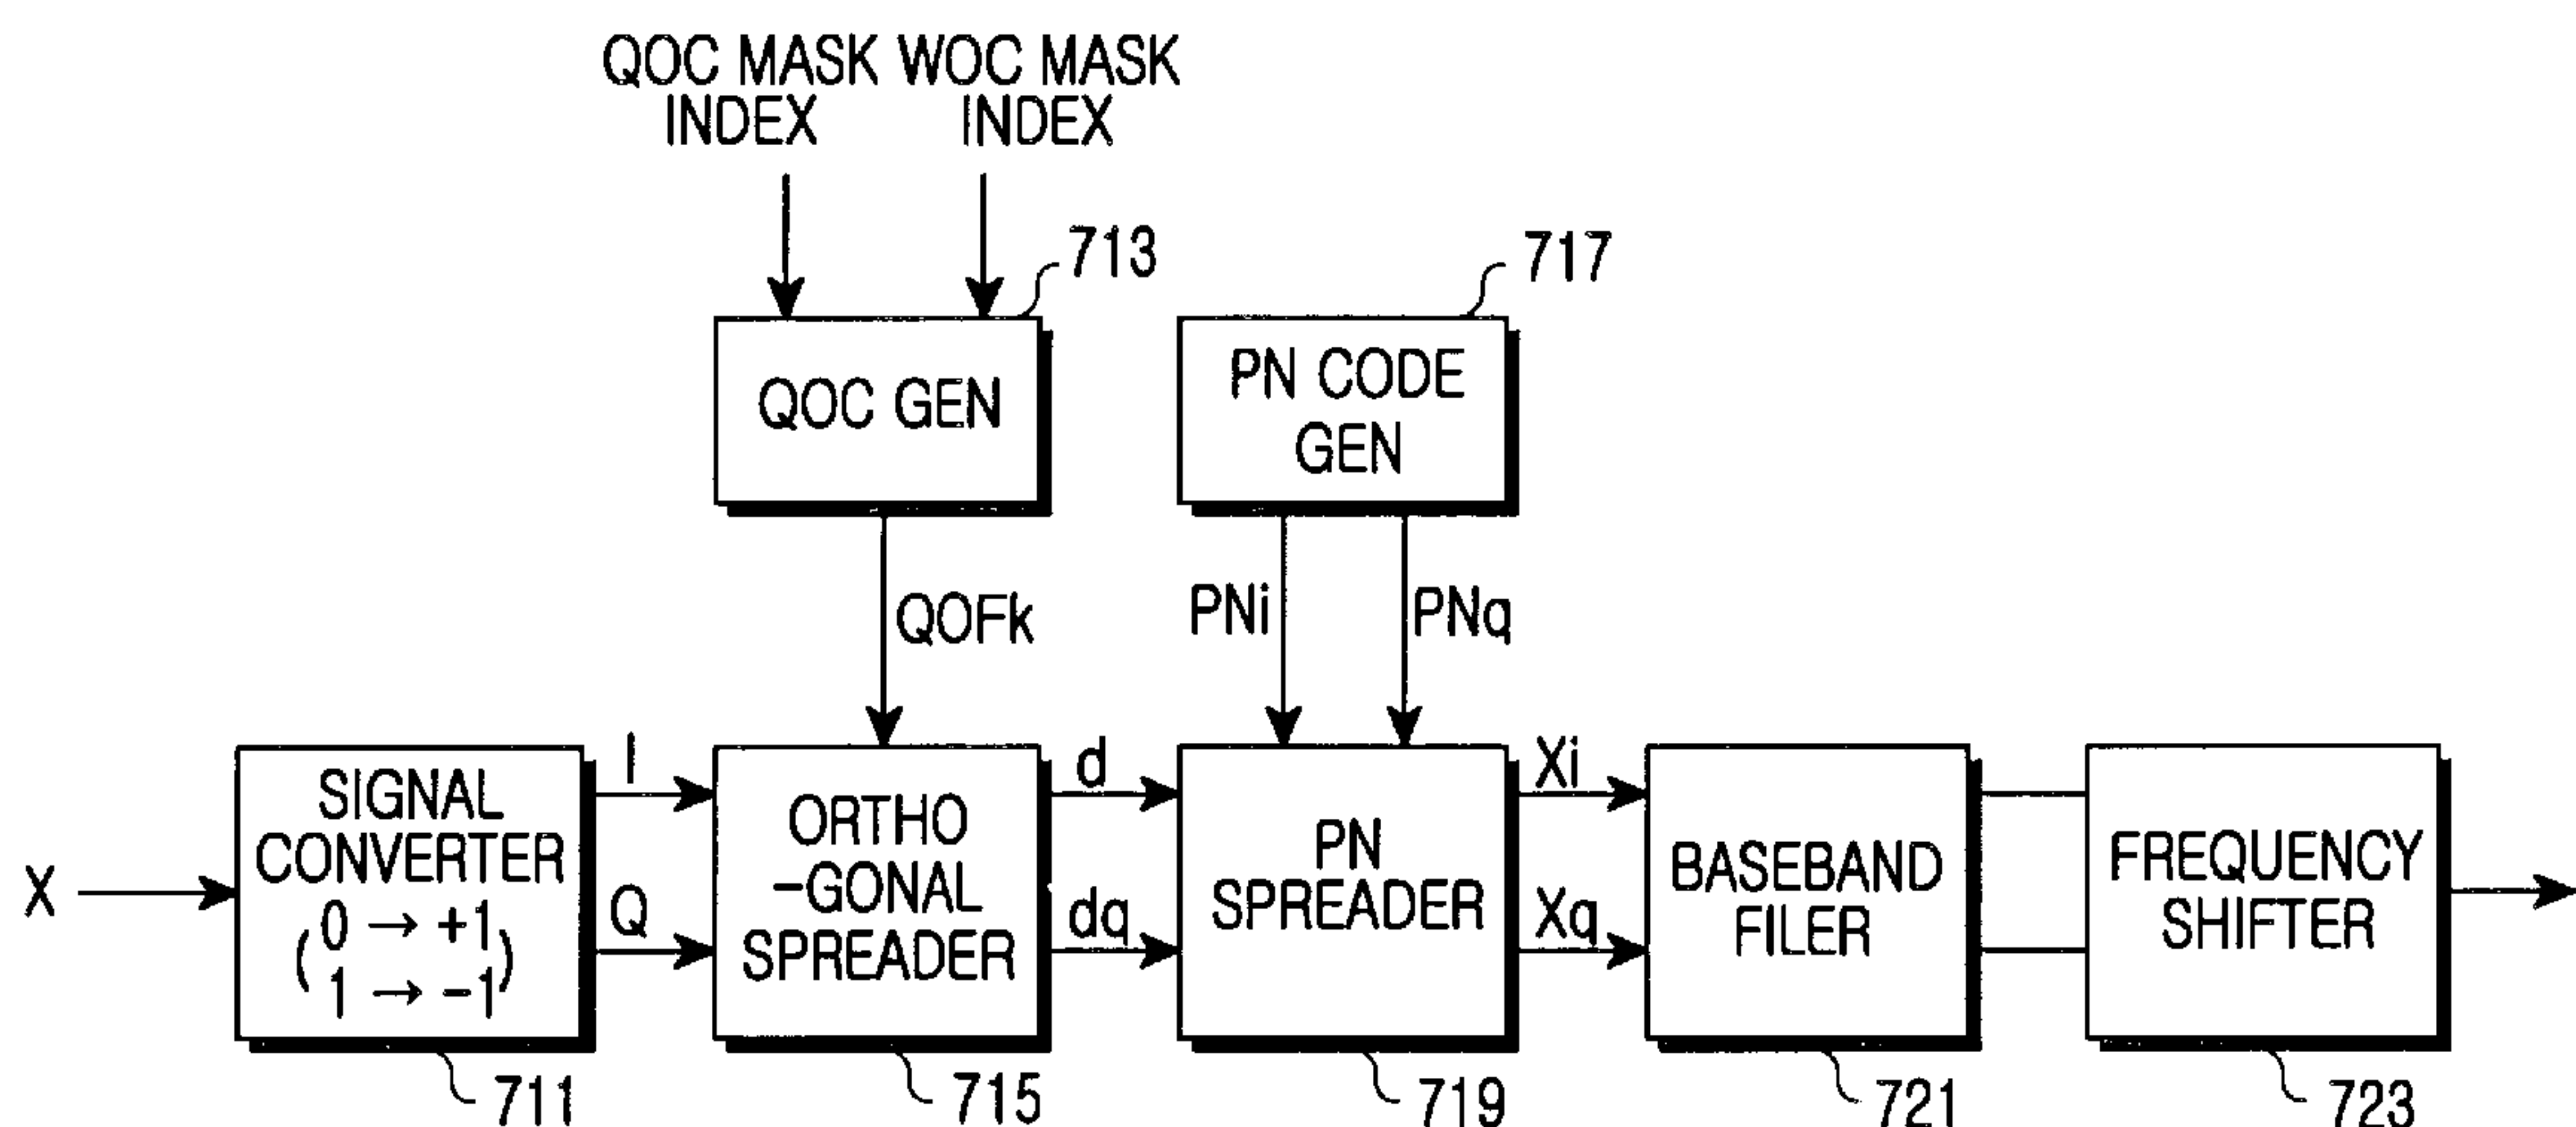 QOC MASK
INDEX
WOC MASK
INDEX
713
717
QOC GEN
PN CODE
GEN
QOFk
PNi
PNq
X
SIGNAL
CONVERTER
(0 → +1
1 → -1)
711
I
Q
ORTHO
-GONAL
SPREADER
715
d
dq
PN
SPREADER
719
Xi
Xq
BASEBAND
FILER
721
FREQUENCY
SHIFTER
723